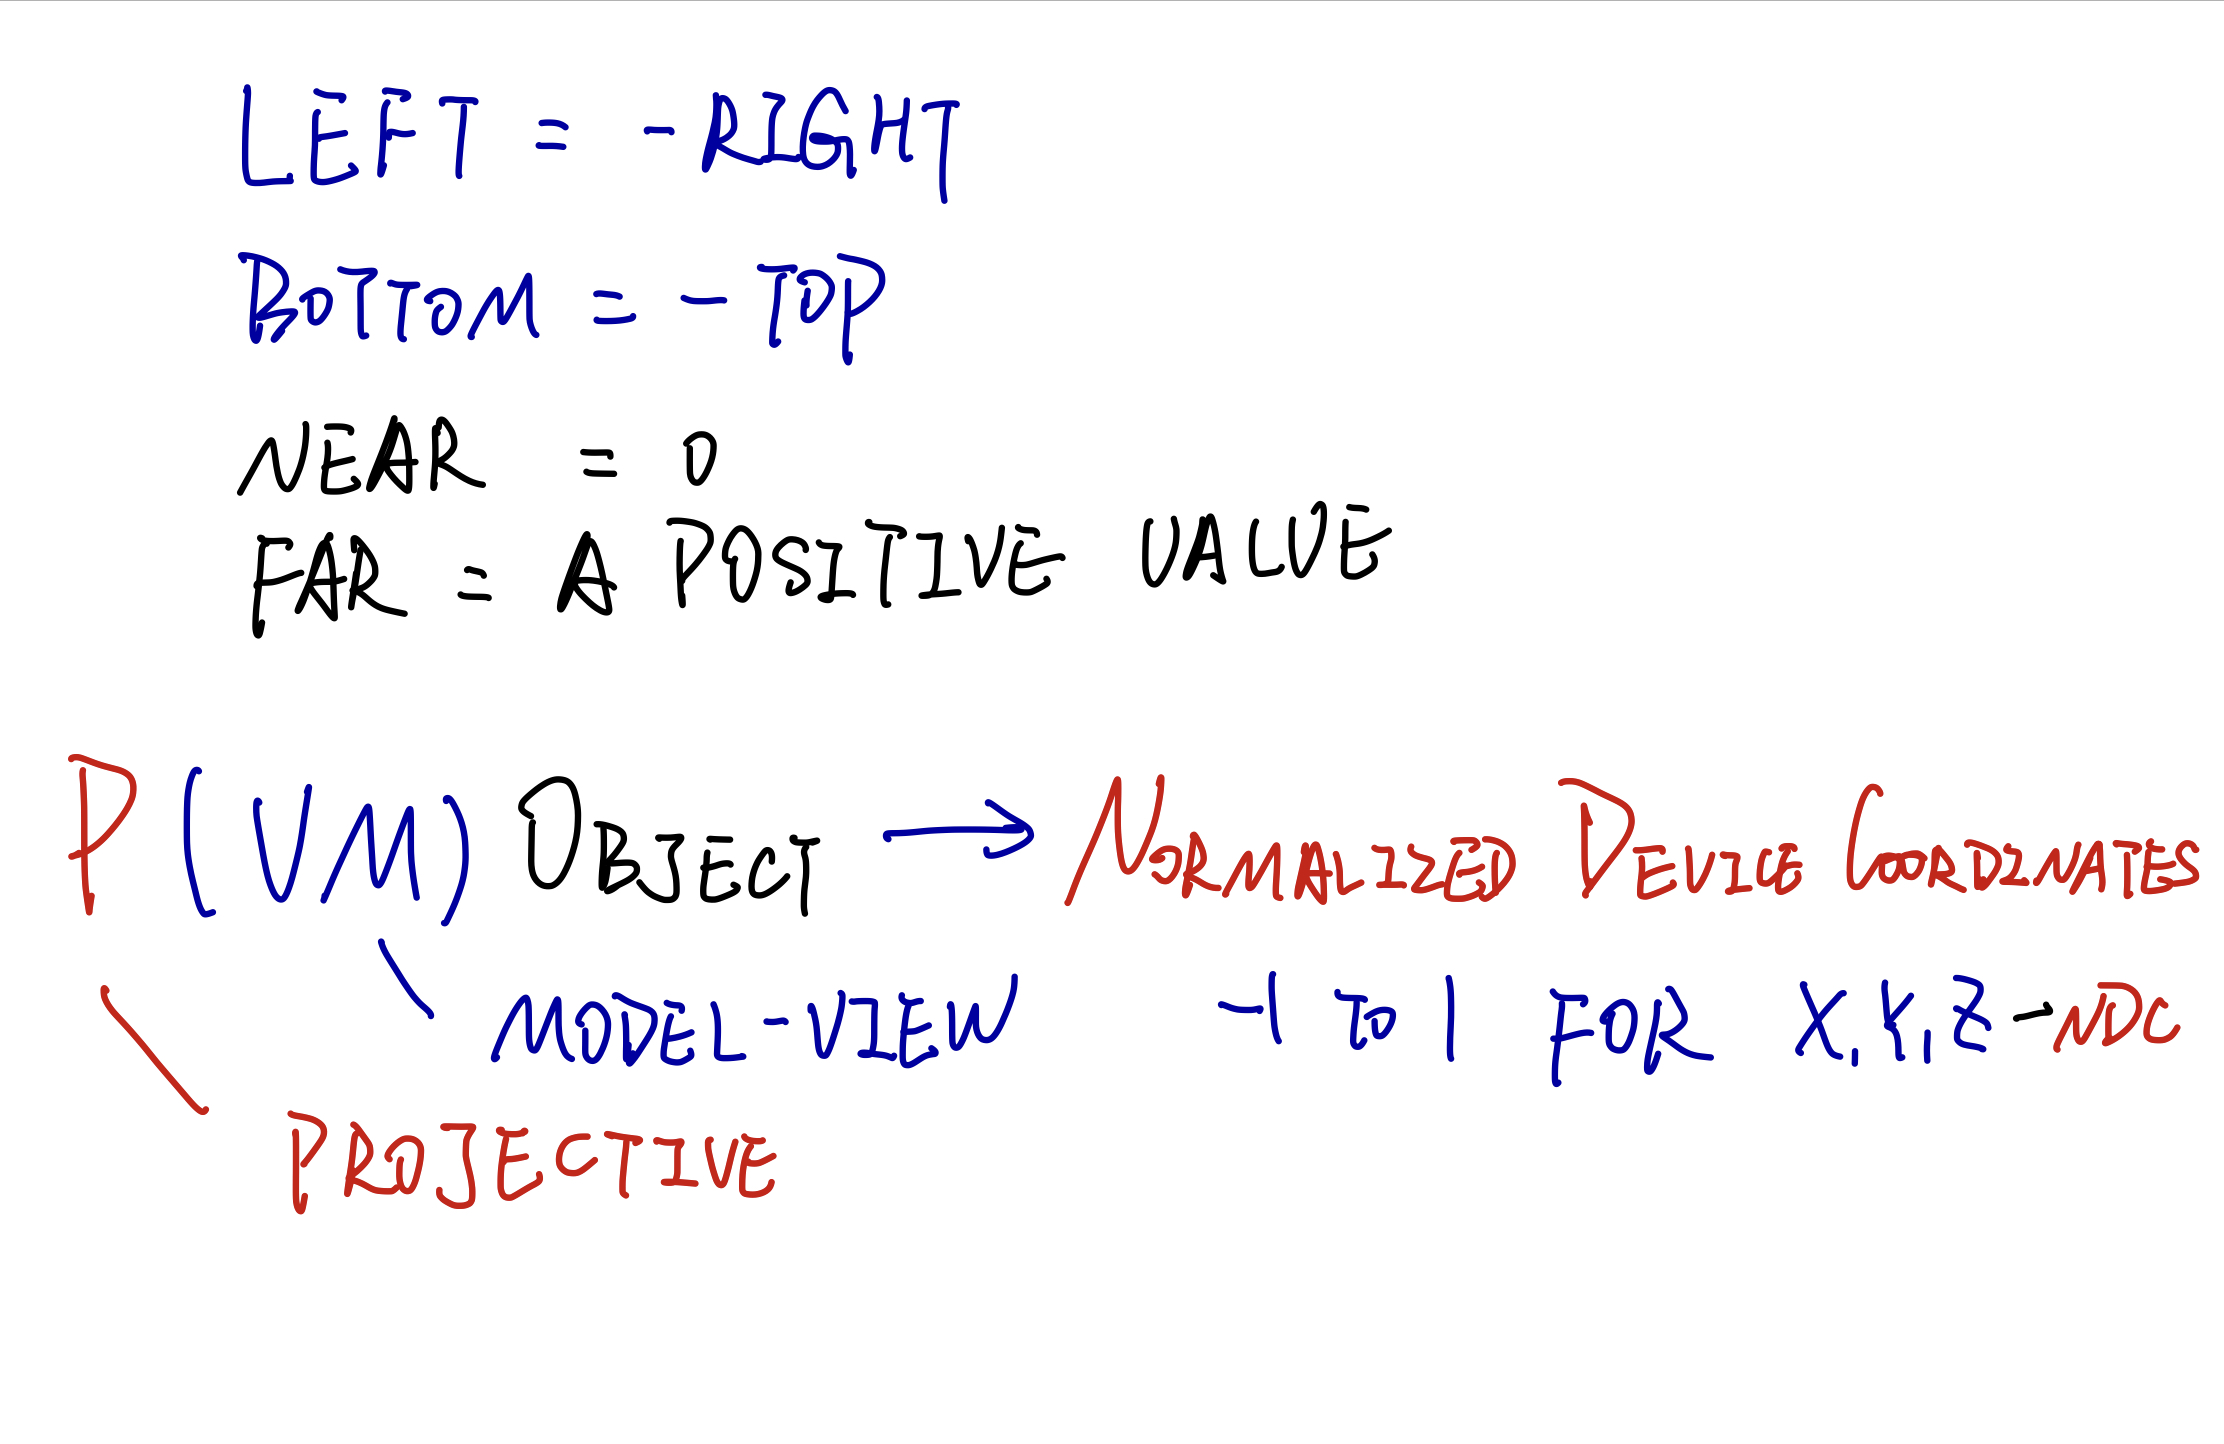 LEFT = -RIGHT
BOTTOM = -TOP
NEAR = 0
FAR = A POSITIVE VALUE
P (VM) OBJECT → NORMALIZED DEVICE COORDINATES
MODEL-VIEW -1 TO 1 FOR X, Y, Z-NDC
PROJECTIVE